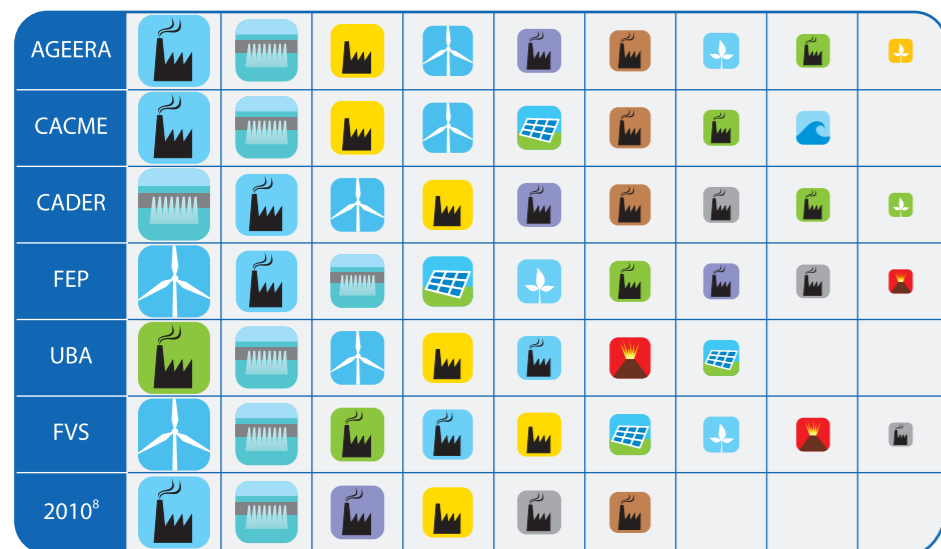 AGEERA
CACME
CADER
FEP
UBA
FVS
2010⁸